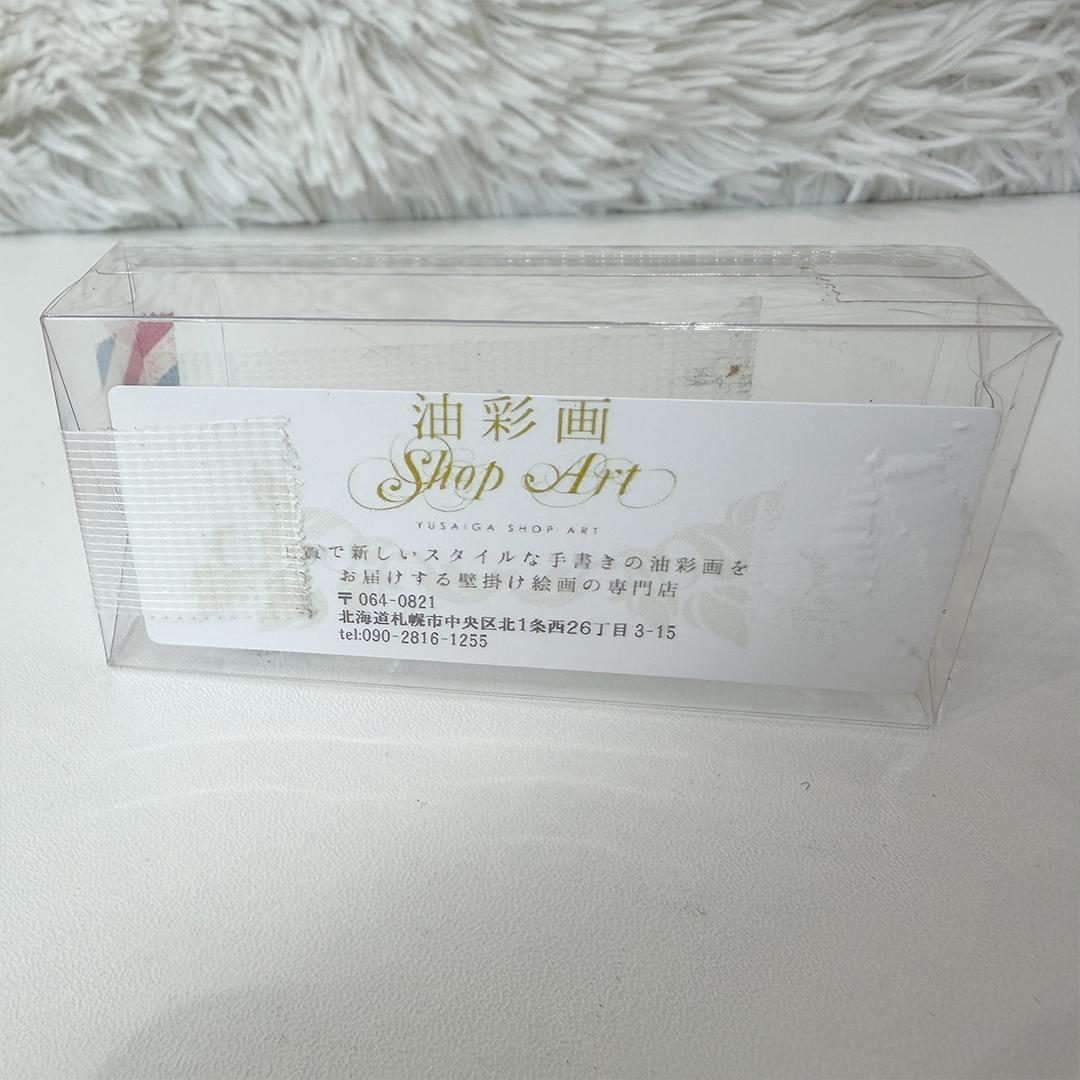 油彩画
Shop Art
YUSAIGA SHOP ART
質で新しいスタイルな手書きの油彩画を
お届けする壁掛け絵画の専門店
〒064-0821
北海道札幌市中央区北1条西26丁目3-15
tel:090-2816-1255